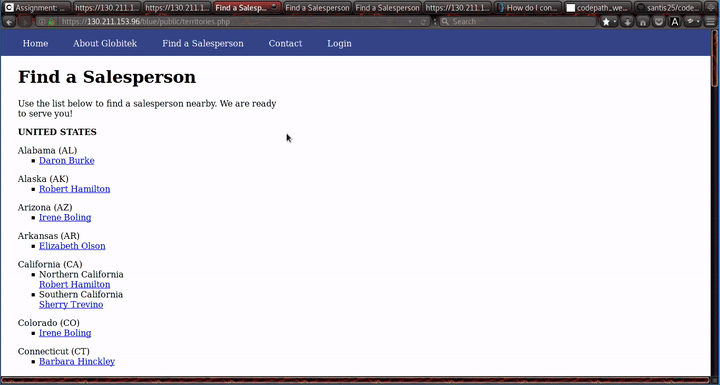 Assignment: ...
https://130.211.1...
https://130.211.1...
Find a Salesp...
Find a Salesperson
Find a Salesperson
https://130.211.1...
How do I con...
codepath_we...
santis25/code...
https://130.211.153.96/blue/public/territories.php
Search
Home About Globitek Find a Salesperson Contact Login
Find a Salesperson
Use the list below to find a salesperson nearby. We are ready
to serve you!
UNITED STATES
Alabama (AL)
Daron Burke
Alaska (AK)
Robert Hamilton
Arizona (AZ)
Irene Boling
Arkansas (AR)
Elizabeth Olson
California (CA)
Northern California
Robert Hamilton
Southern California
Sherry Trevino
Colorado (CO)
Irene Boling
Connecticut (CT)
Barbara Hinckley